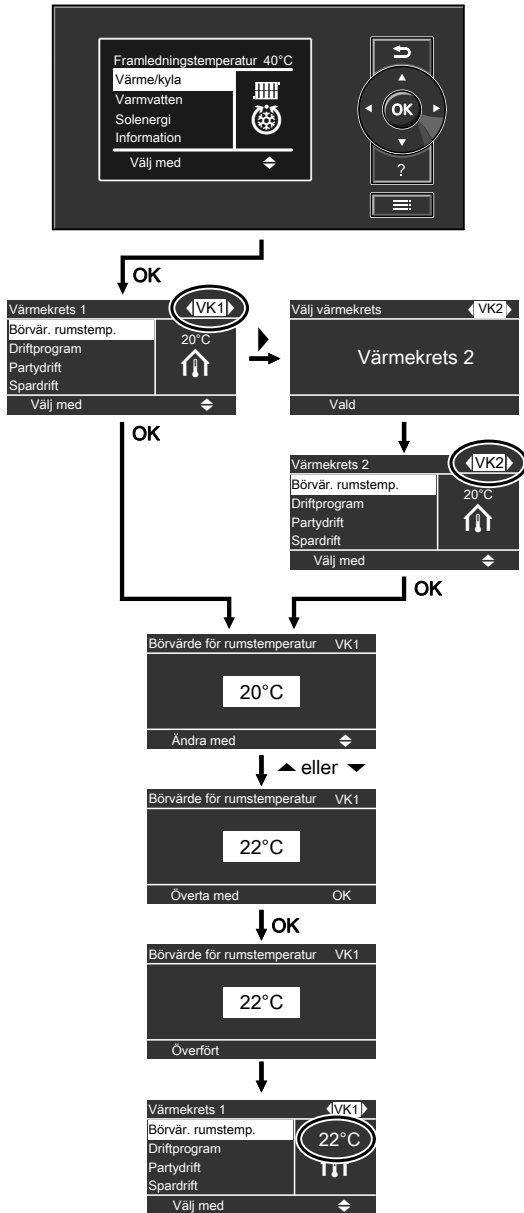 Framledningstemperatur 40°C
Värme/kyla
Varmvatten
Solenergi
Information
Välj med
OK
?
OK
Värmekrets 1 VK1
Börvär. rumstemp.
20°C
Driftprogram
Partydrift
Spardrift
Välj med
Välj värmekrets VK2
Värmekrets 2
Vald
OK
Värmekrets 2 VK2
Börvär. rumstemp.
20°C
Driftprogram
Partydrift
Spardrift
Välj med
OK
Börvärde för rumstemperatur VK1
20°C
Ändra med
eller
Börvärde för rumstemperatur VK1
22°C
Överta med OK
OK
Börvärde för rumstemperatur VK1
22°C
Överfört
Värmekrets 1 VK1
Börvär. rumstemp.
22°C
Driftprogram
Partydrift
Spardrift
Välj med